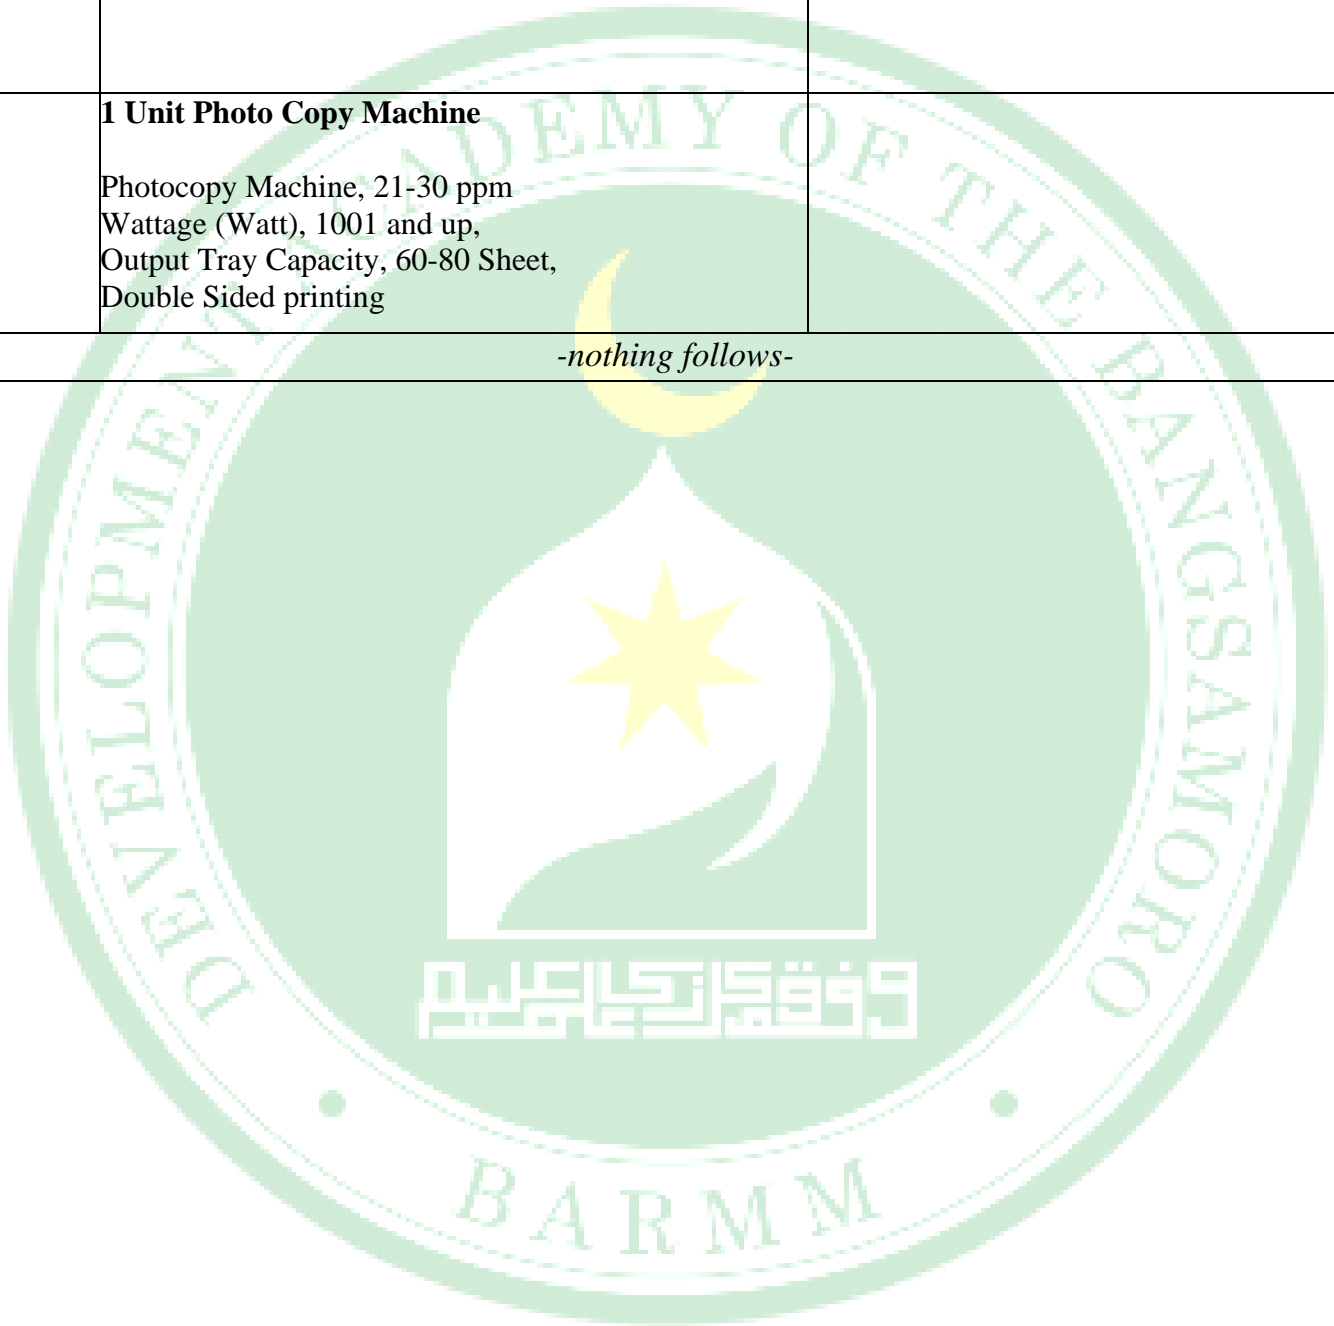 1 Unit Photo Copy Machine
Photocopy Machine, 21-30 ppm
Wattage (Watt), 1001 and up,
Output Tray Capacity, 60-80 Sheet,
Double Sided printing
-nothing follows-
DEVELOPMENT ACADEMY OF THE BANGSAMORO
BARMM